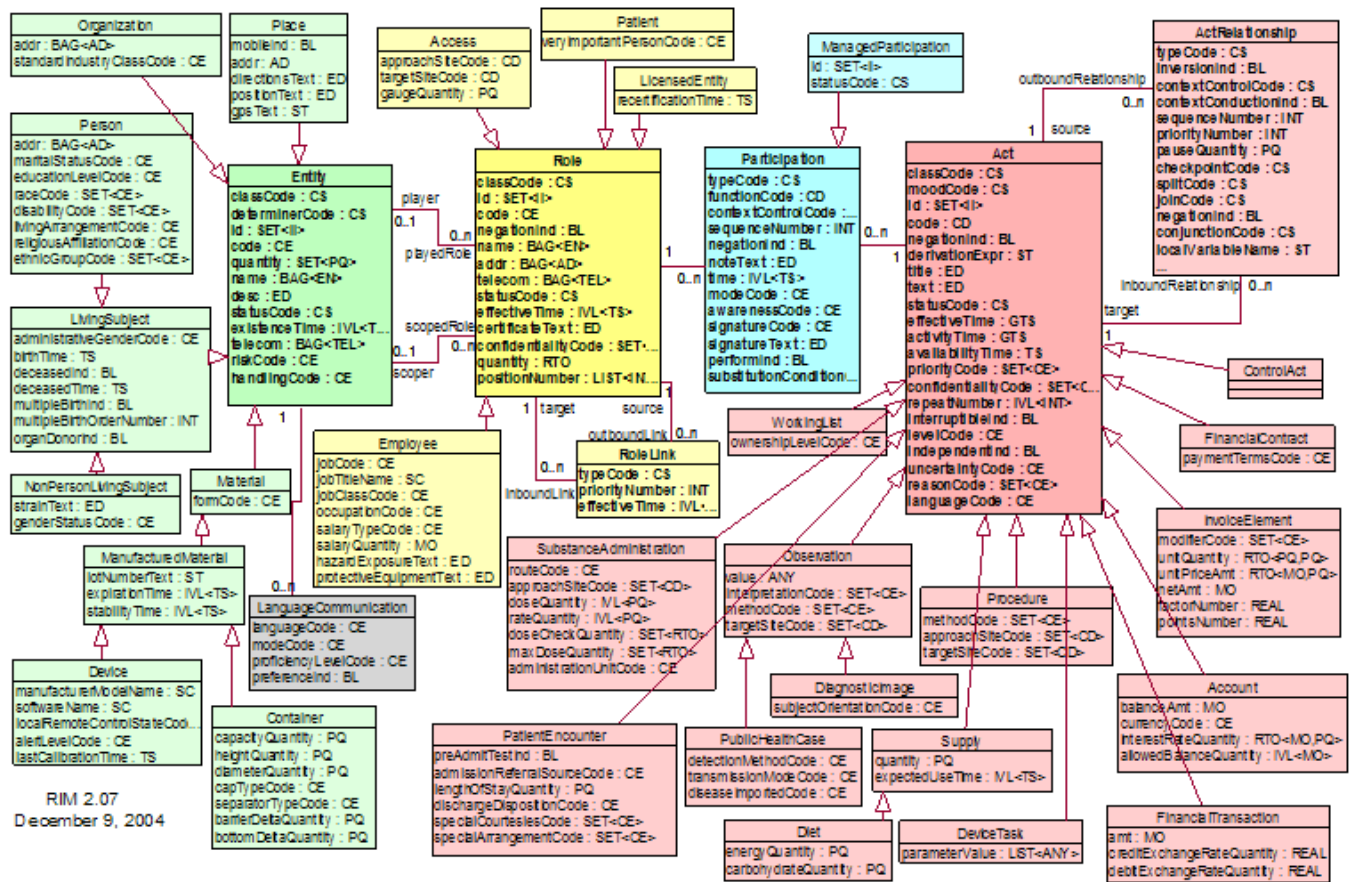 Organization
addr : BAG<AD>
standardIndustryClassCode : CE
Place
mobileInd : BL
addr : AD
directionsText : ED
positionText : ED
gpsText : ST
Access
approachSiteCode : CD
targetSiteCode : CD
gaugeQuantity : PQ
Patient
veryImportantPersonCode : CE
LicensedEntity
recertificationTime : TS
ManagedParticipation
id : SET<II>
statusCode : CS
ActRelationship
typeCode : CS
inversionInd : BL
contextControlCode : CS
contextConductionInd : BL
sequenceNumber : INT
priorityNumber : INT
pauseQuantity : PQ
checkpointCode : CS
splitCode : CS
joinCode : CS
negationInd : BL
conjunctionCode : CS
localVariableName : ST
...
outboundRelationship
0..n
1
source
inboundRelationship
0..n
target
1
Person
addr : BAG<AD>
maritalStatusCode : CE
educationLevelCode : CE
raceCode : SET<CE>
disabilityCode : SET<CE>
livingArrangementCode : CE
religiousAffiliationCode : CE
ethnicGroupCode : SET<CE>
Entity
classCode : CS
determinerCode : CS
id : SET<II>
code : CE
quantity : SET<PQ>
name : BAG<EN>
desc : ED
statusCode : CS
existenceTime : IVL<T...
telecom : BAG<TEL>
riskCode : CE
handlingCode : CE
player
0..1
0..n
playedRole
scopedRole
0..1
0..n
scoper
Role
classCode : CS
id : SET<II>
code : CE
negationInd : BL
name : BAG<EN>
addr : BAG<AD>
telecom : BAG<TEL>
statusCode : CS
effectiveTime : IVL<TS>
certificateText : ED
confidentialityCode : SET<...
quantity : RTO
positionNumber : LIST<IN...
1
0..n
Participation
typeCode : CS
functionCode : CD
contextControlCode : ...
sequenceNumber : INT
negationInd : BL
noteText : ED
time : IVL<TS>
modeCode : CE
awarenessCode : CE
signatureCode : CE
signatureText : ED
performInd : BL
substitutionCondition...
0..n
1
Act
classCode : CS
moodCode : CS
id : SET<II>
code : CD
negationInd : BL
derivationExpr : ST
title : ED
text : ED
statusCode : CS
effectiveTime : GTS
activityTime : GTS
availabilityTime : TS
priorityCode : SET<CE>
confidentialityCode : SET<C...
repeatNumber : IVL<INT>
interruptibleInd : BL
levelCode : CE
independentInd : BL
uncertaintyCode : CE
reasonCode : SET<CE>
languageCode : CE
LivingSubject
administrativeGenderCode : CE
birthTime : TS
deceasedInd : BL
deceasedTime : TS
multipleBirthInd : BL
multipleBirthOrderNumber : INT
organDonorInd : BL
NonPersonLivingSubject
strainText : ED
genderStatusCode : CE
Material
formCode : CE
1
0..n
Employee
jobCode : CE
jobTitleName : SC
jobClassCode : CE
occupationCode : CE
salaryTypeCode : CE
salaryQuantity : MO
hazardExposureText : ED
protectiveEquipmentText : ED
1
target
1
source
outboundLink
0..n
0..n
inboundLink
RoleLink
typeCode : CS
priorityNumber : INT
effectiveTime : IVL<...
WorkingList
ownershipLevelCode : CE
ControlAct
FinancialContract
paymentTermsCode : CE
ManufacturedMaterial
lotNumberText : ST
expirationTime : IVL<TS>
stabilityTime : IVL<TS>
LanguageCommunication
languageCode : CE
modeCode : CE
proficiencyLevelCode : CE
preferenceInd : BL
SubstanceAdministration
routeCode : CE
approachSiteCode : SET<CD>
doseQuantity : IVL<PQ>
rateQuantity : IVL<PQ>
doseCheckQuantity : SET<RTO>
maxDoseQuantity : SET<RTO>
administrationUnitCode : CE
Observation
value : ANY
interpretationCode : SET<CE>
methodCode : SET<CE>
targetSiteCode : SET<CD>
Procedure
methodCode : SET<CE>
approachSiteCode : SET<CD>
targetSiteCode : SET<CD>
InvoiceElement
modifierCode : SET<CE>
unitQuantity : RTO<PQ,PQ>
unitPriceAmt : RTO<MO,PQ>
netAmt : MO
factorNumber : REAL
pointsNumber : REAL
Device
manufacturerModelName : SC
softwareName : SC
localRemoteControlStateCod...
alertLevelCode : CE
lastCalibrationTime : TS
Container
capacityQuantity : PQ
heightQuantity : PQ
diameterQuantity : PQ
capTypeCode : CE
separatorTypeCode : CE
barrierDeltaQuantity : PQ
bottomDeltaQuantity : PQ
DiagnosticImage
subjectOrientationCode : CE
Account
balanceAmt : MO
currencyCode : CE
interestRateQuantity : RTO<MO,PQ>
allowedBalanceQuantity : IVL<MO>
PatientEncounter
preAdmitTestInd : BL
admissionReferralSourceCode : CE
lengthOfStayQuantity : PQ
dischargeDispositionCode : CE
specialCourtesiesCode : SET<CE>
specialArrangementCode : SET<CE>
PublicHealthCase
detectionMethodCode : CE
transmissionModeCode : CE
diseaseImportedCode : CE
Supply
quantity : PQ
expectedUseTime : IVL<TS>
Diet
energyQuantity : PQ
carbohydrateQuantity : PQ
DeviceTask
parameterValue : LIST<ANY>
FinancialTransaction
amt : MO
creditExchangeRateQuantity : REAL
debitExchangeRateQuantity : REAL
RIM 2.07
December 9, 2004